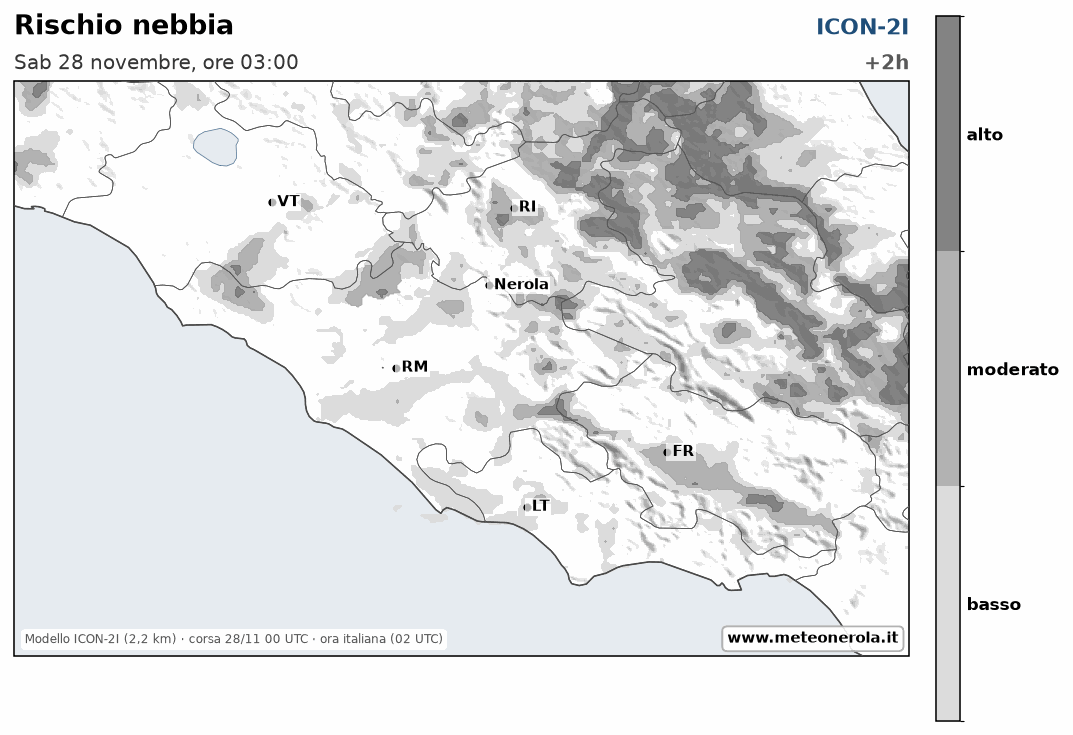 Rischio nebbia
ICON-2I
Sab 28 novembre, ore 03:00
+2h
alto
VT
RI
Nerola
RM
moderato
FR
LT
basso
Modello ICON-2I (2,2 km) · corsa 28/11 00 UTC · ora italiana (02 UTC)
www.meteonerola.it